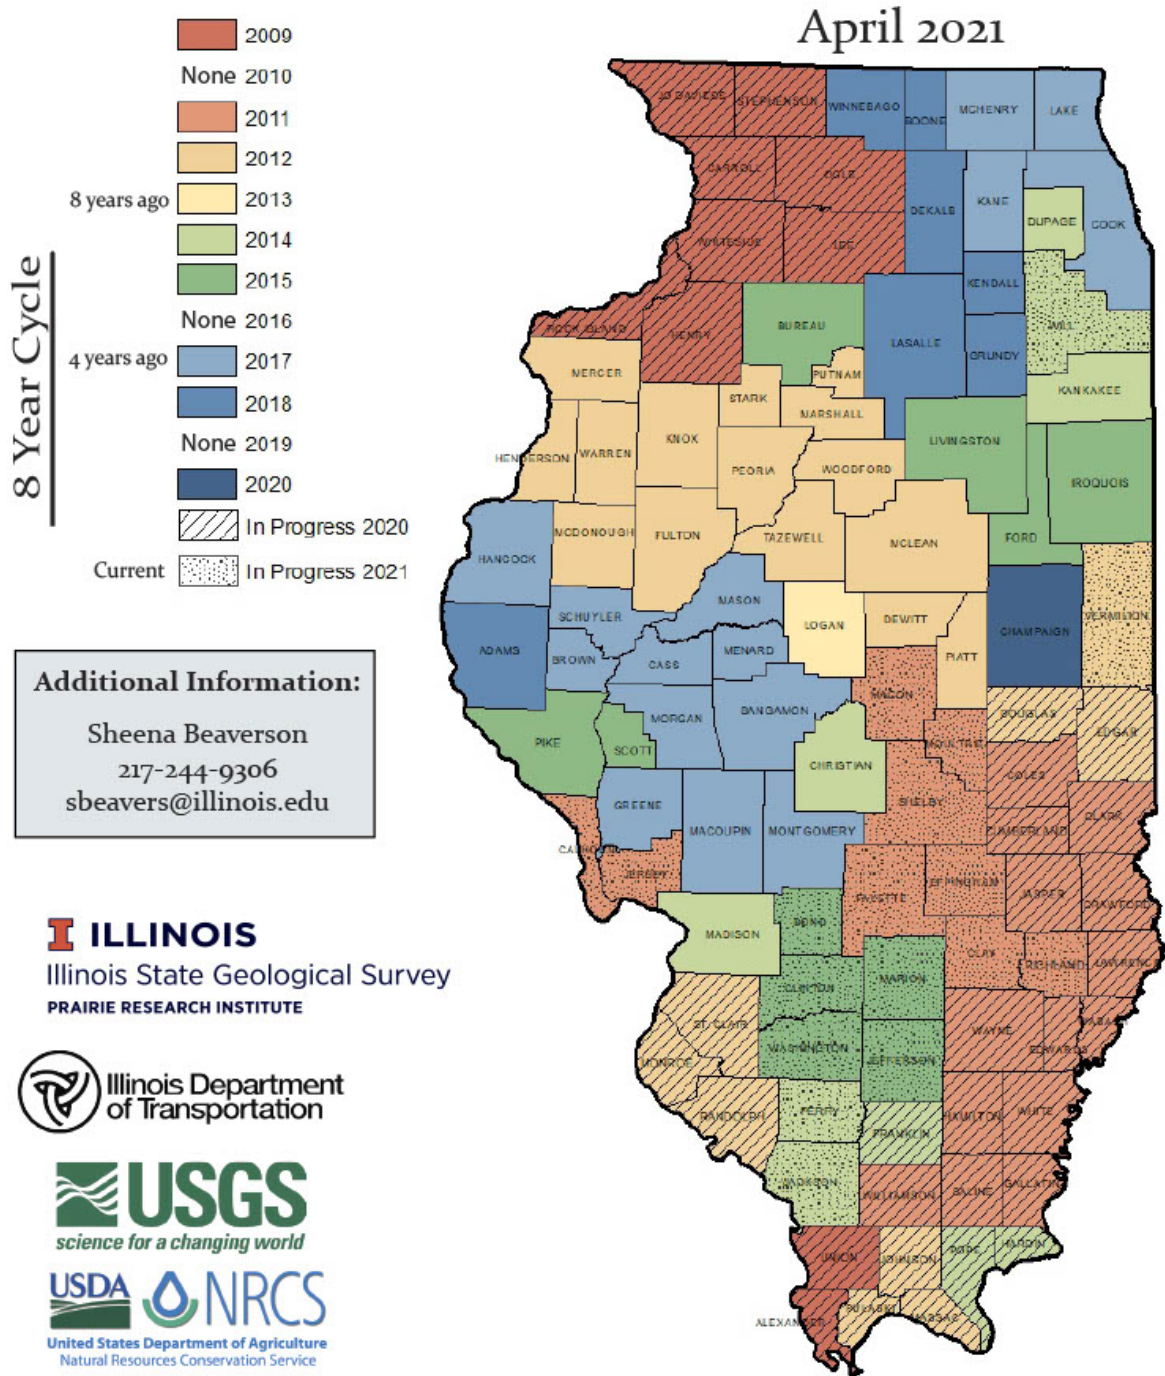 April 2021
2009
None 2010
2011
2012
8 years ago 2013
2014
2015
None 2016
4 years ago 2017
2018
None 2019
2020
In Progress 2020
Current In Progress 2021
8 Year Cycle
Additional Information:
Sheena Beaverson
217-244-9306
sbeavers@illinois.edu
I ILLINOIS
Illinois State Geological Survey
PRAIRIE RESEARCH INSTITUTE
Illinois Department
of Transportation
USGS
science for a changing world
USDA NRCS
United States Department of Agriculture
Natural Resources Conservation Service
JO DAVIESS
STEPHENSON
WINNEBAGO
BOONE
MCHENRY
LAKE
CARROLL
OGLE
DEKALB
KANE
DUPAGE
COOK
WHITESIDE
LEE
KENDALL
WILL
ROCK ISLAND
HENRY
BUREAU
LASALLE
GRUNDY
MERCER
PUTNAM
KANKAKEE
STARK
MARSHALL
KNOX
LIVINGSTON
HENDERSON
WARREN
PEORIA
WOODFORD
IROQUOIS
MCDONOUGH
FULTON
TAZEWELL
MCLEAN
FORD
HANCOCK
MASON
SCHUYLER
LOGAN
DEWITT
CHAMPAIGN
VERMILION
ADAMS
BROWN
CASS
MENARD
PIATT
MACON
MORGAN
SANGAMON
DOUGLAS
EDGAR
PIKE
SCOTT
CHRISTIAN
MOULTRIE
COLES
GREENE
SHELBY
CLARK
MACOUPIN
MONTGOMERY
CUMBERLAND
CALHOUN
JERSEY
FAYETTE
EFFINGHAM
JASPER
CRAWFORD
BOND
MADISON
CLAY
RICHLAND
LAWRENCE
CLINTON
MARION
ST. CLAIR
WAYNE
EDWARDS
WABASH
MONROE
WASHINGTON
JEFFERSON
RANDOLPH
PERRY
FRANKLIN
HAMILTON
WHITE
JACKSON
WILLIAMSON
SALINE
GALLATIN
UNION
JOHNSON
POPE
HARDIN
ALEXANDER
PULASKI
MASSAC